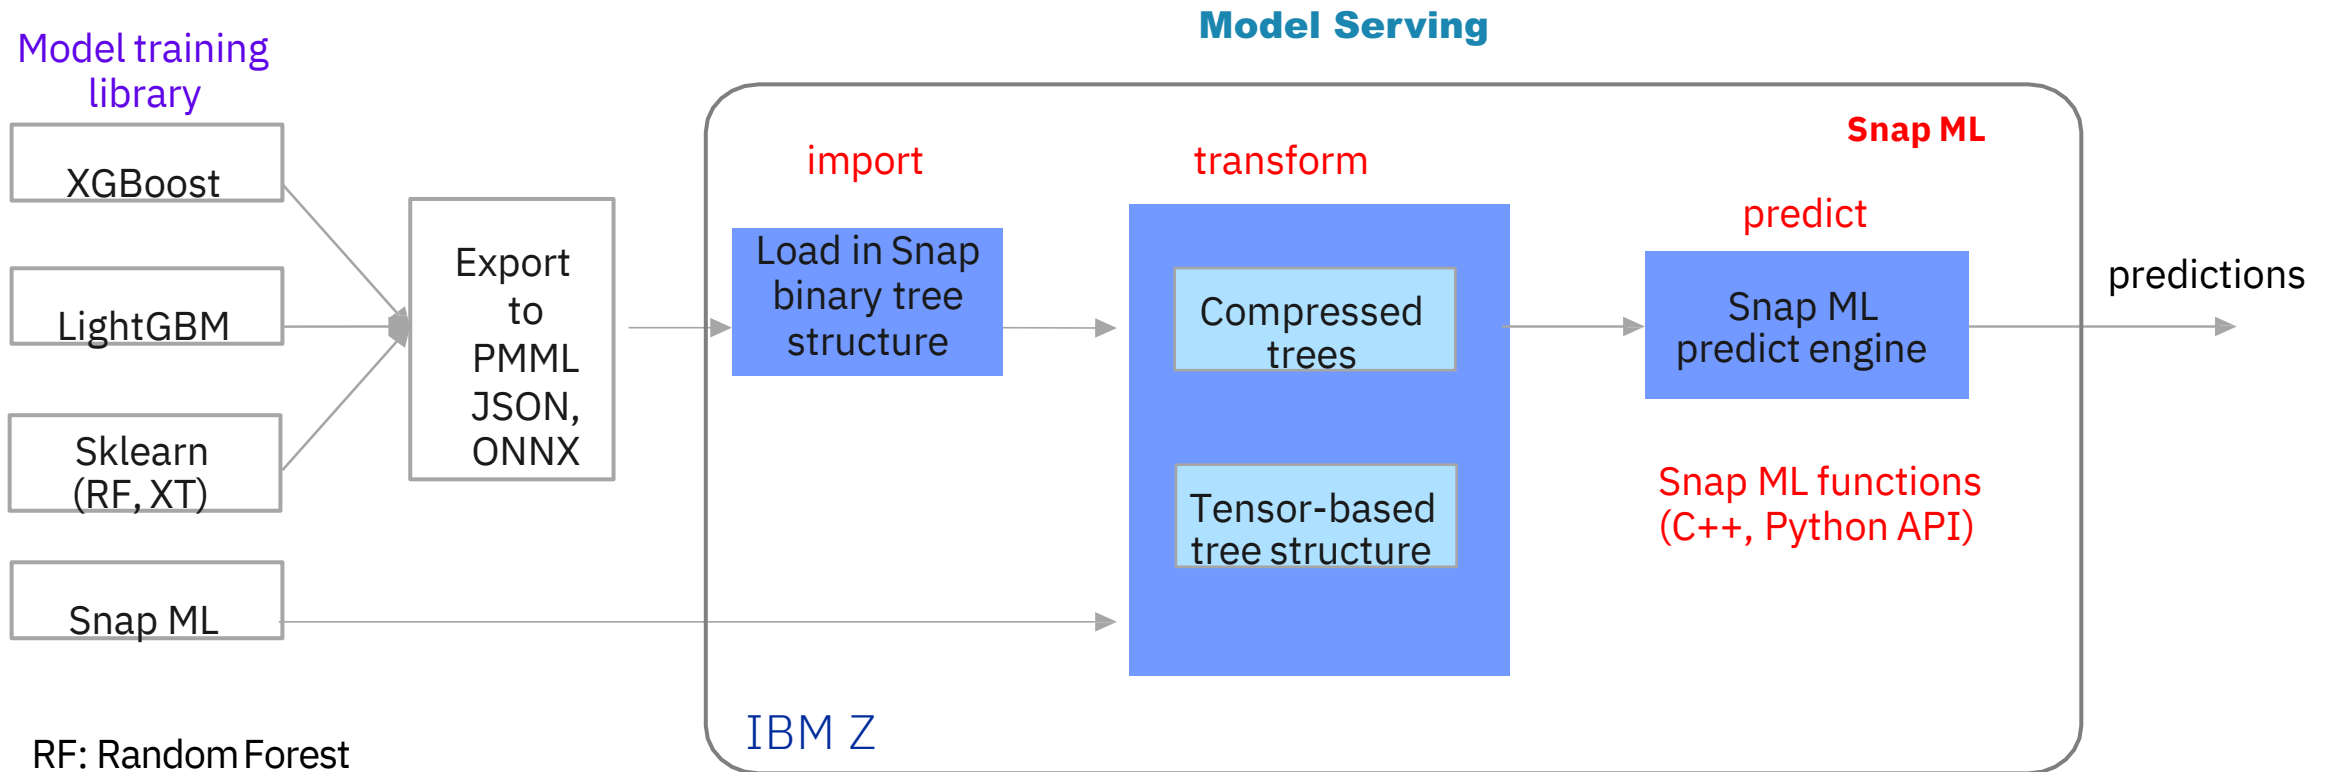 Model Serving
Model training
library
XGBoost
LightGBM
Sklearn
(RF, XT)
Snap ML
RF: Random Forest
Export
to
PMML
JSON,
ONNX
Snap ML
import
Load in Snap
binary tree
structure
transform
Compressed
trees
Tensor-based
tree structure
predict
Snap ML
predict engine
Snap ML functions
(C++, Python API)
IBM Z
predictions